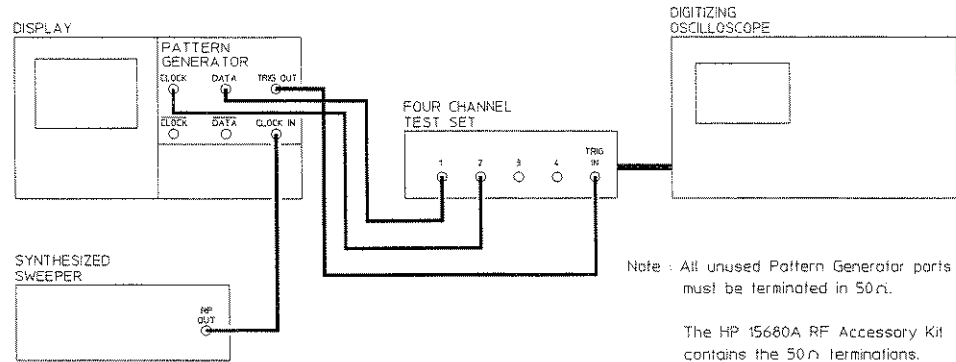 DISPLAY
PATTERN
GENERATOR
CLOCK DATA TRIG OUT
C̅L̅O̅C̅K̅ D̅A̅T̅A̅ CLOCK IN
FOUR CHANNEL
TEST SET
1 2 3 4 TRIG
IN
DIGITIZING
OSCILLOSCOPE
SYNTHESIZED
SWEEPER
RF
OUT
Note : All unused Pattern Generator ports
must be terminated in 50Ω.
The HP 15680A RF Accessory Kit
contains the 50Ω terminations.